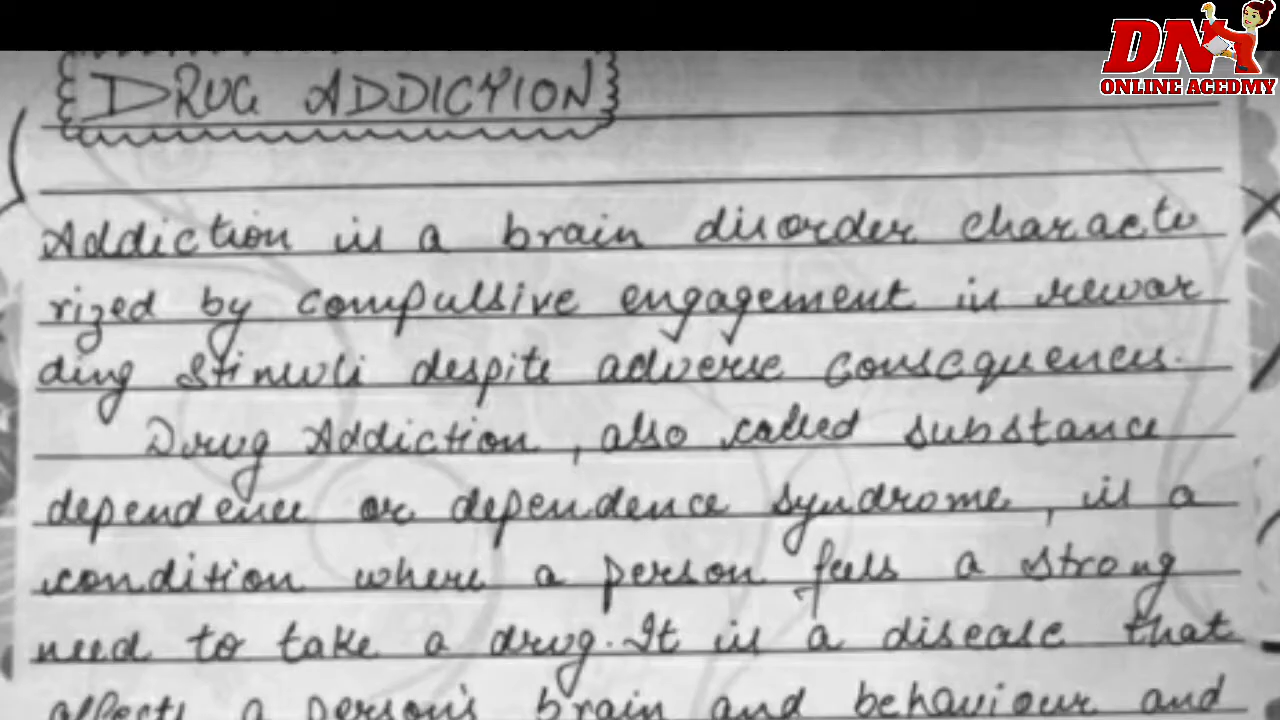 DNA
ONLINE ACEDMY
DRUG ADDICTION
Addiction is a brain disorder characte
rized by compulsive engagement in rewar
ding stimuli despite adverse consequences.
Drug Addiction, also called substance
dependence or dependence syndrome, is a
condition where a person feels a strong
need to take a drug. It is a disease that
affects a person's brain and behaviour and